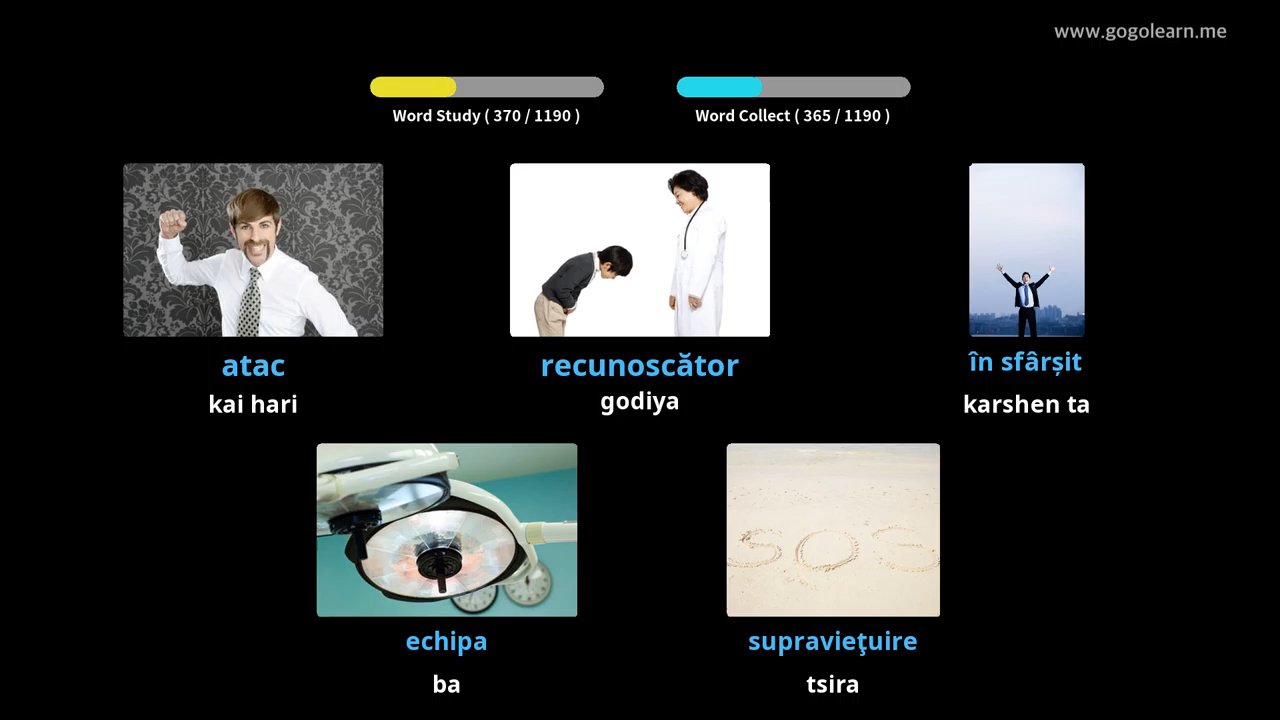 www.gogolearn.me
Word Study ( 370 / 1190 )
Word Collect ( 365 / 1190 )
atac
kai hari
recunoscător
godiya
în sfârșit
karshen ta
SOS
echipa
ba
supravieţuire
tsira